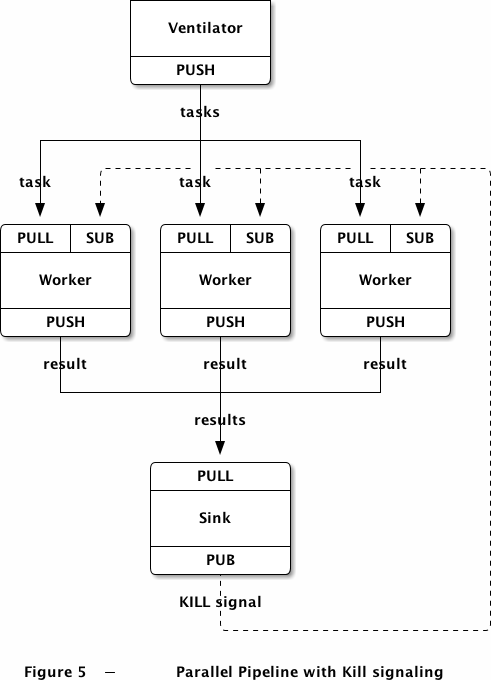 Ventilator
PUSH
tasks
task task task
PULL SUB PULL SUB PULL SUB
Worker Worker Worker
PUSH PUSH PUSH
result result result
results
PULL
Sink
PUB
KILL signal
Figure 5 — Parallel Pipeline with Kill signaling